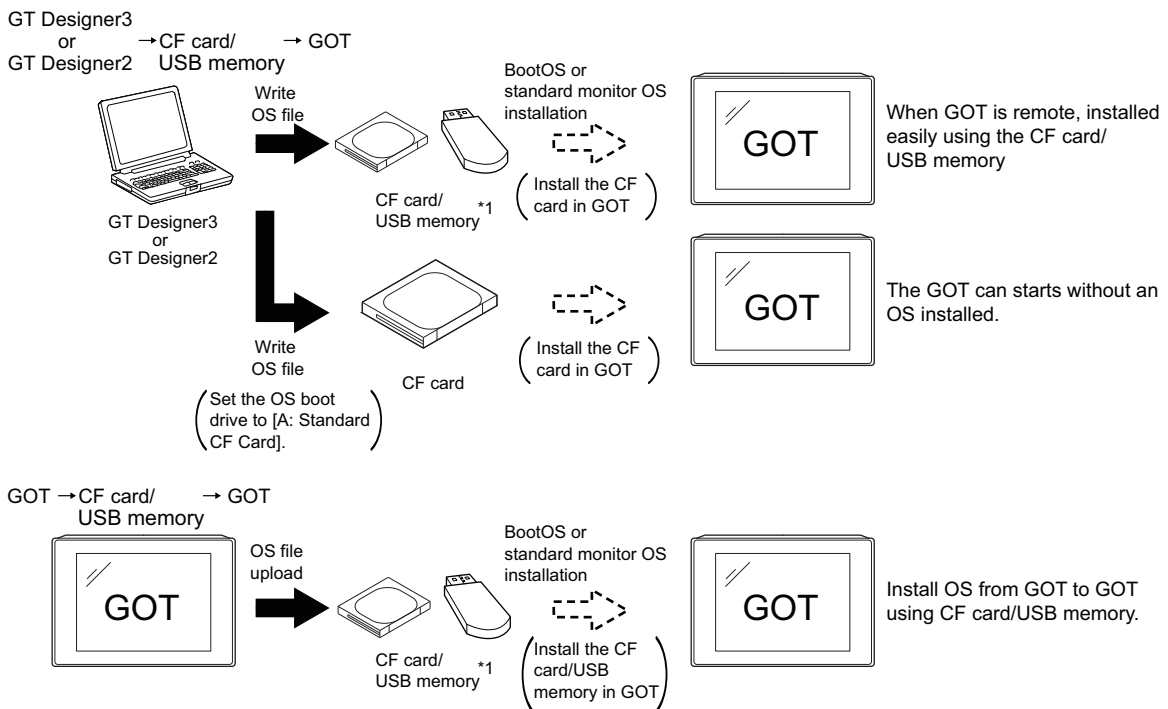 GT Designer3
or
GT Designer2
→ CF card/
USB memory
→ GOT
GT Designer3
or
GT Designer2
Write
OS file
CF card/
USB memory *1
BootOS or
standard monitor OS
installation
Install the CF
card in GOT
GOT
When GOT is remote, installed
easily using the CF card/
USB memory
Write
OS file
Set the OS boot
drive to [A: Standard
CF Card].
CF card
Install the CF
card in GOT
GOT
The GOT can starts without an
OS installed.
GOT → CF card/
USB memory
→ GOT
GOT
OS file
upload
CF card/
USB memory *1
BootOS or
standard monitor OS
installation
Install the CF
card/USB
memory in GOT
GOT
Install OS from GOT to GOT
using CF card/USB memory.